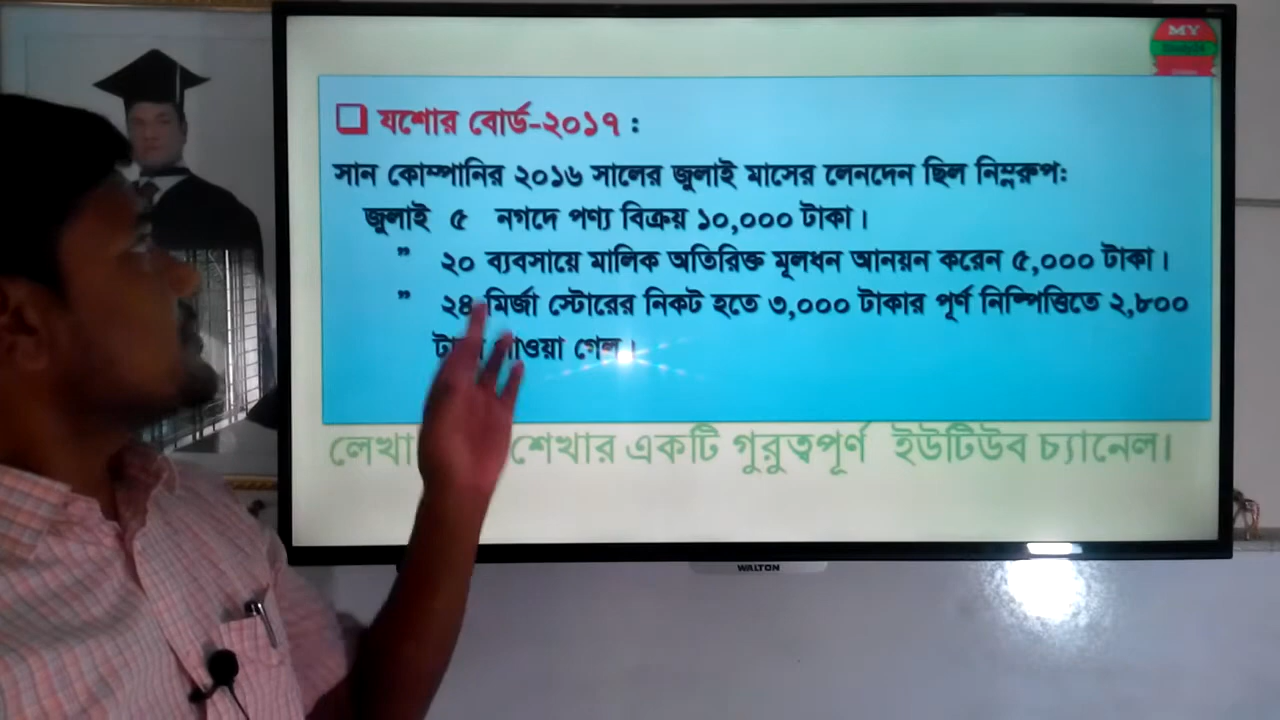 MY
❑ যশোর বোর্ড-২০১৭ :
সান কোম্পানির ২০১৬ সালের জুলাই মাসের লেনদেন ছিল নিম্নরুপ:
জুলাই ৫ নগদে পণ্য বিক্রয় ১০,০০০ টাকা।
" ২০ ব্যবসায়ে মালিক অতিরিক্ত মূলধন আনয়ন করেন ৫,০০০ টাকা।
" ২৪ মির্জা স্টোরের নিকট হতে ৩,০০০ টাকার পূর্ণ নিষ্পিত্তিতে ২,৮০০
গেল।
লেখা শেখার একটি গুরুত্বপূর্ণ ইউটিউব চ্যানেল।
WALTON